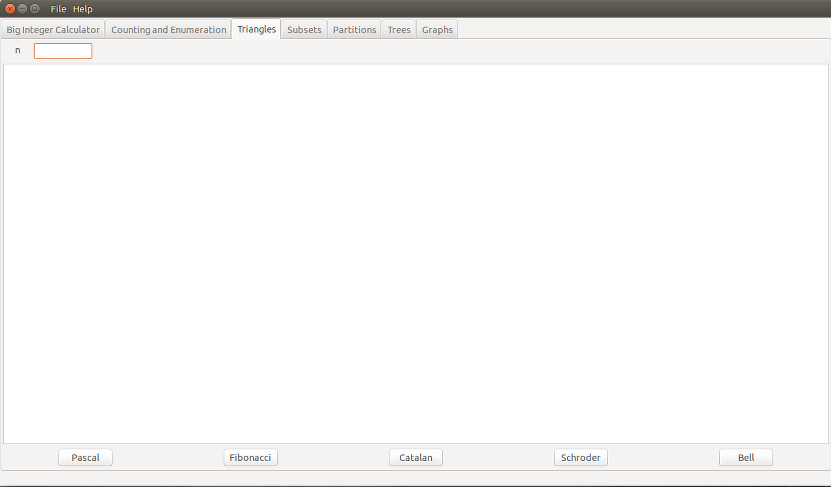 File Help
Big Integer Calculator Counting and Enumeration Triangles Subsets Partitions Trees Graphs
n
Pascal Fibonacci Catalan Schroder Bell